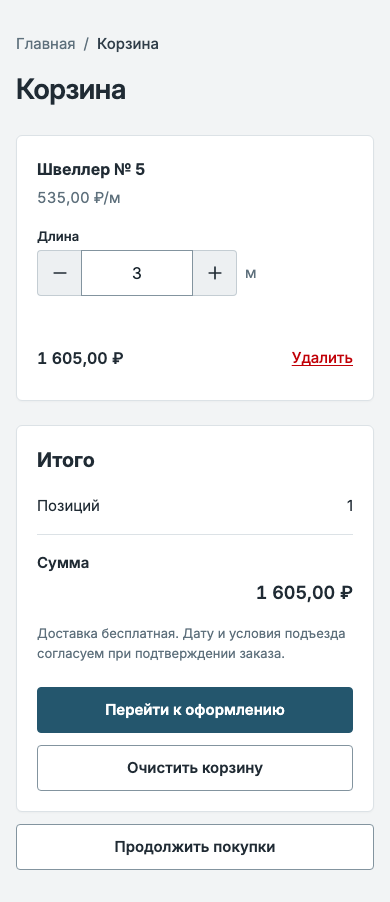 Главная / Корзина
Корзина
Швеллер № 5
535,00 ₽/м
Длина
− 3 + м
1 605,00 ₽ Удалить
Итого
Позиций 1
Сумма
1 605,00 ₽
Доставка бесплатная. Дату и условия подъезда
согласуем при подтверждении заказа.
Перейти к оформлению
Очистить корзину
Продолжить покупки